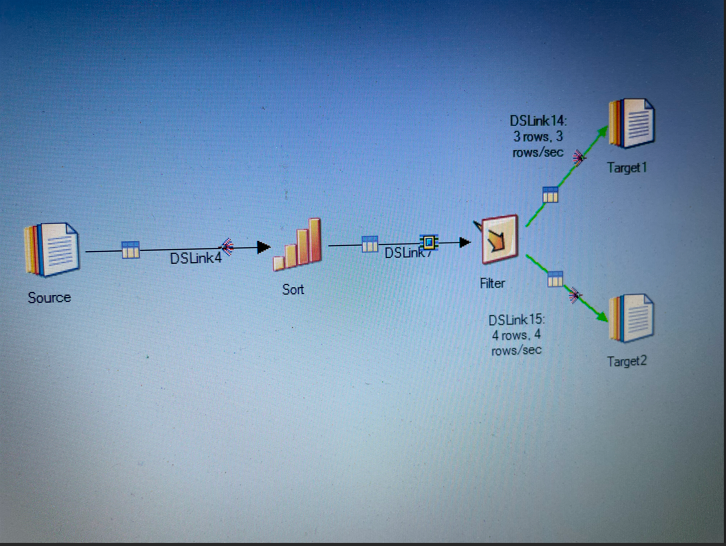 DSLink14:
3 rows, 3
rows/sec
Target1
DSLink4
DSLink7
Source
Sort
Filter
DSLink15:
4 rows, 4
rows/sec
Target2